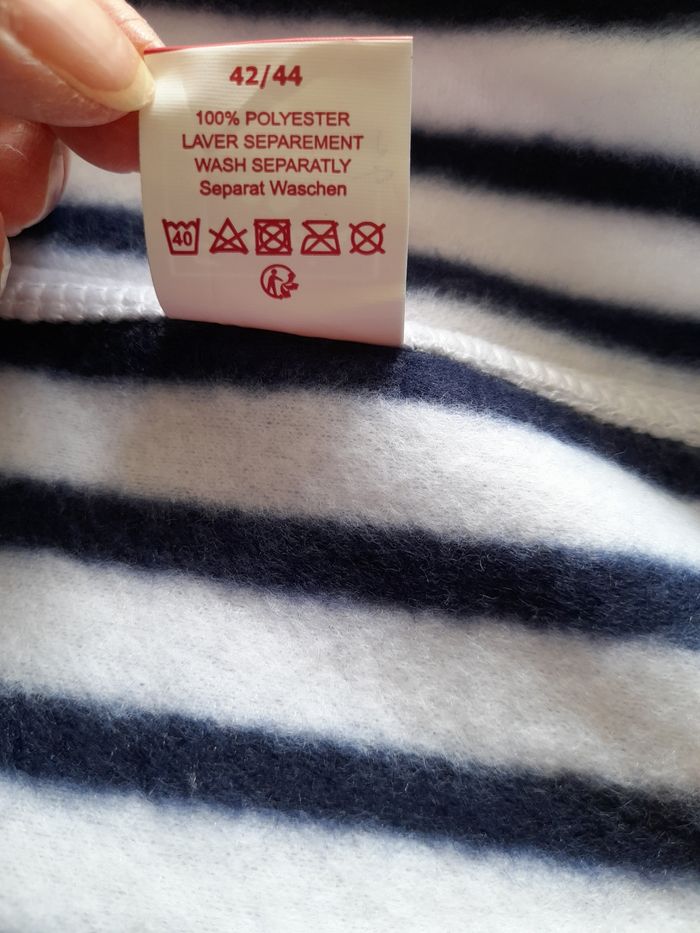 42/44
100% POLYESTER
LAVER SEPAREMENT
WASH SEPARATLY
Separat Waschen
40